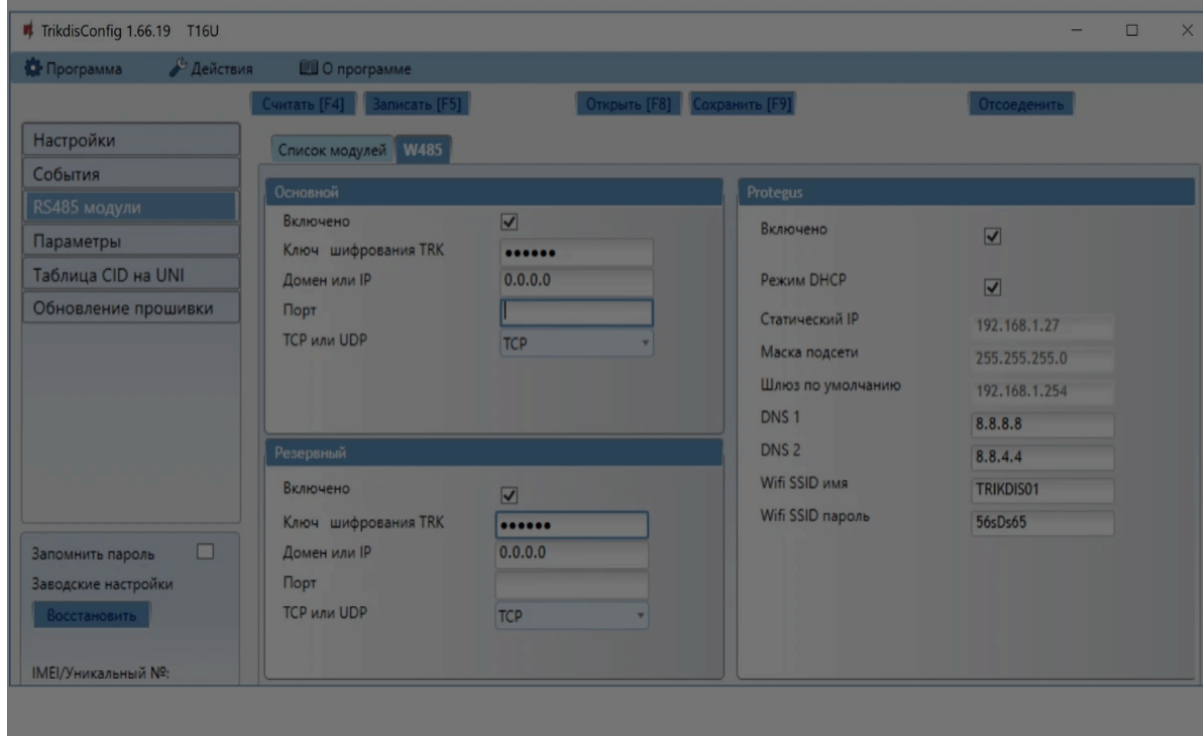 TrikdisConfig 1.66.19 T16U
Программа Действия О программе
Считать [F4] Записать [F5] Открыть [F8] Сохранить [F9] Отсоеденить
Настройки
События
RS485 модули
Параметры
Таблица CID на UNI
Обновление прошивки
Запомнить пароль
Заводские настройки
Восстановить
IMEI/Уникальный №:
Список модулей W485
Основной
Включено
Ключ шифрования TRK ••••••
Домен или IP 0.0.0.0
Порт
TCP или UDP TCP
Резервный
Включено
Ключ шифрования TRK ••••••
Домен или IP 0.0.0.0
Порт
TCP или UDP TCP
Protegus
Включено
Режим DHCP
Статический IP 192.168.1.27
Маска подсети 255.255.255.0
Шлюз по умолчанию 192.168.1.254
DNS 1 8.8.8.8
DNS 2 8.8.4.4
Wifi SSID имя TRIKDIS01
Wifi SSID пароль 56sDs65